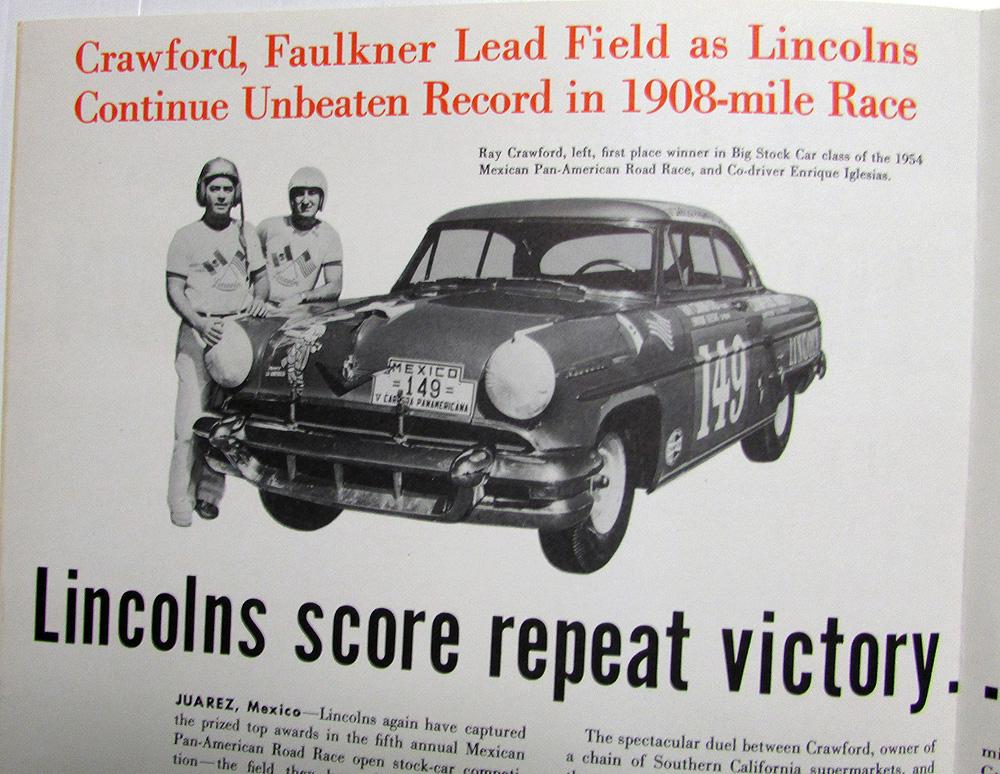 Crawford, Faulkner Lead Field as Lincolns
Continue Unbeaten Record in 1908-mile Race
Ray Crawford, left, first place winner in Big Stock Car class of the 1954
Mexican Pan-American Road Race, and Co-driver Enrique Iglesias.
Lincoln
Lincoln
MEXICO
149
V CARRERA PANAMERICANA
149
LINCOLN
Lincolns score repeat victory. .
JUAREZ, Mexico—Lincolns again have captured
the prized top awards in the fifth annual Mexican
Pan-American Road Race open stock-car competi-
tion—the field they
The spectacular duel between Crawford, owner of
a chain of Southern California supermarkets, and